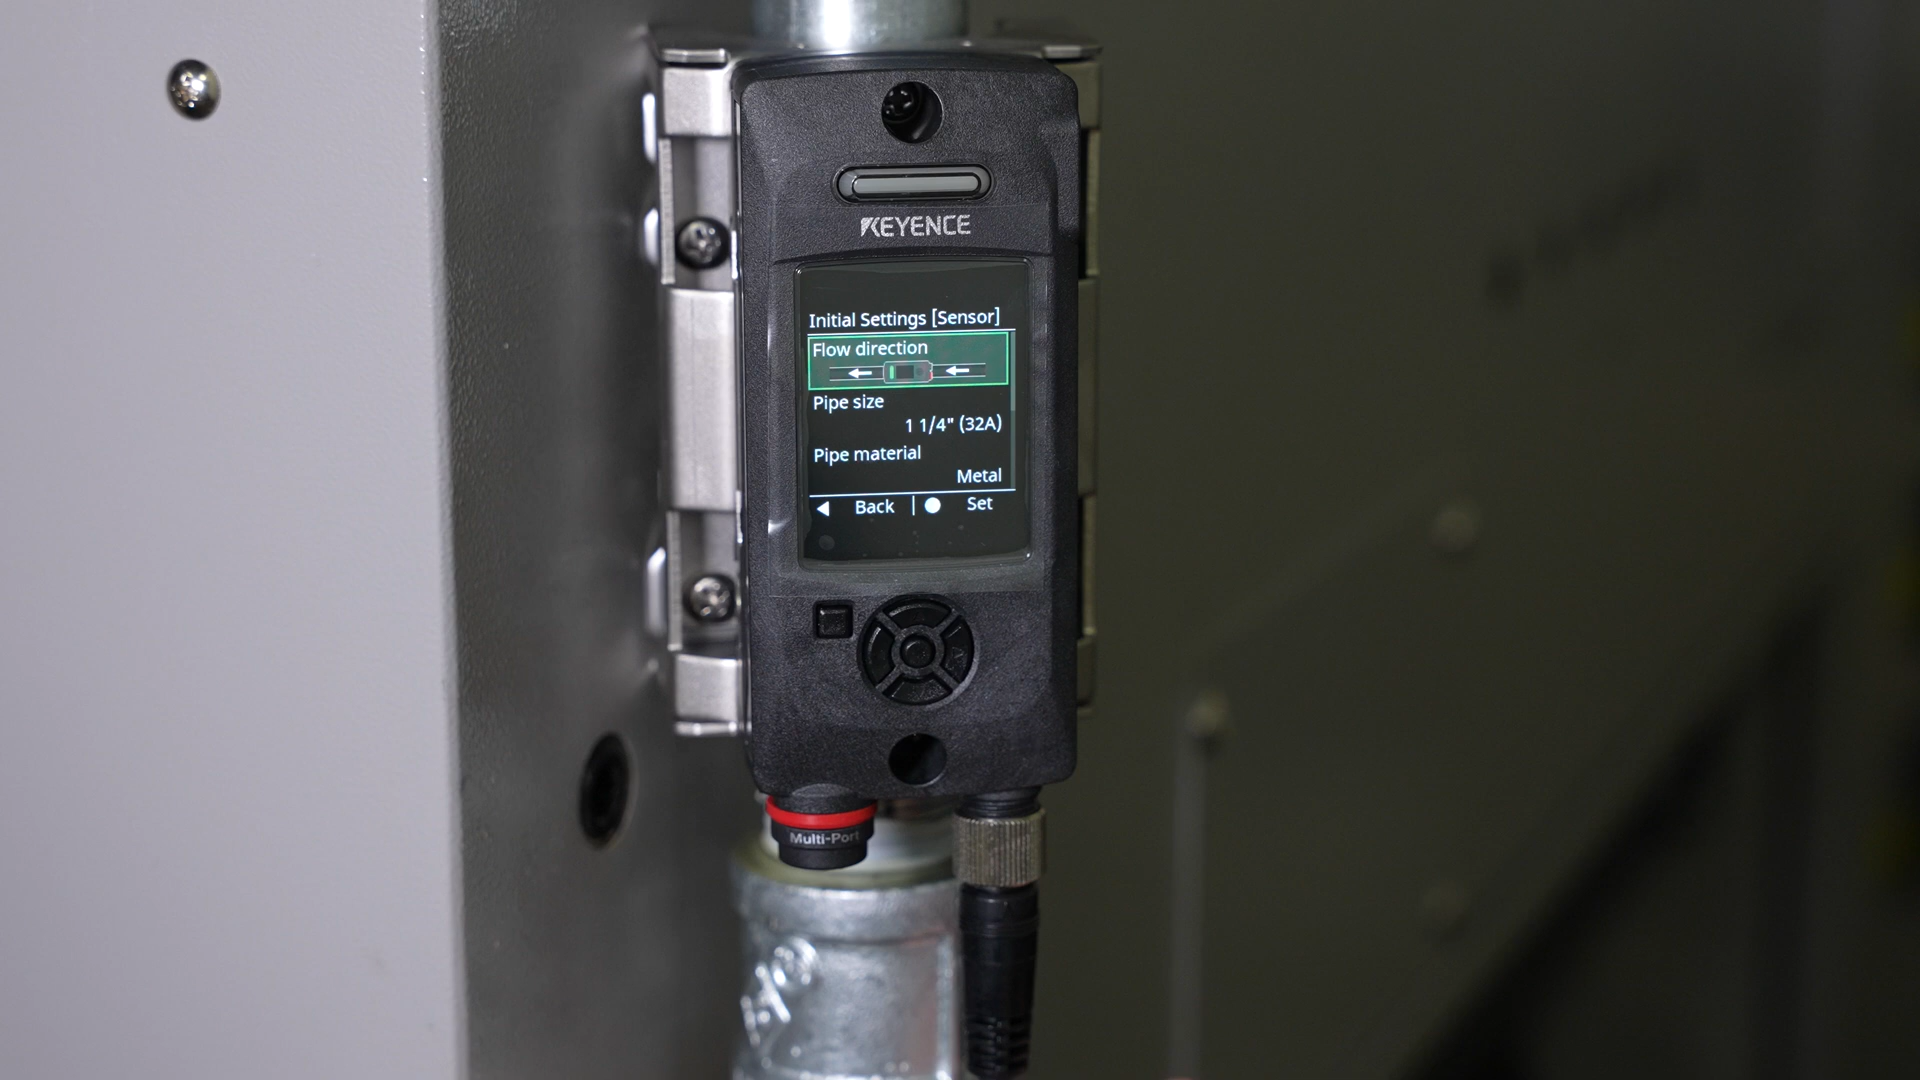 KEYENCE
Initial Settings [Sensor]
Flow direction
Pipe size
1 1/4" (32A)
Pipe material
Metal
Back | Set
Multi-Port